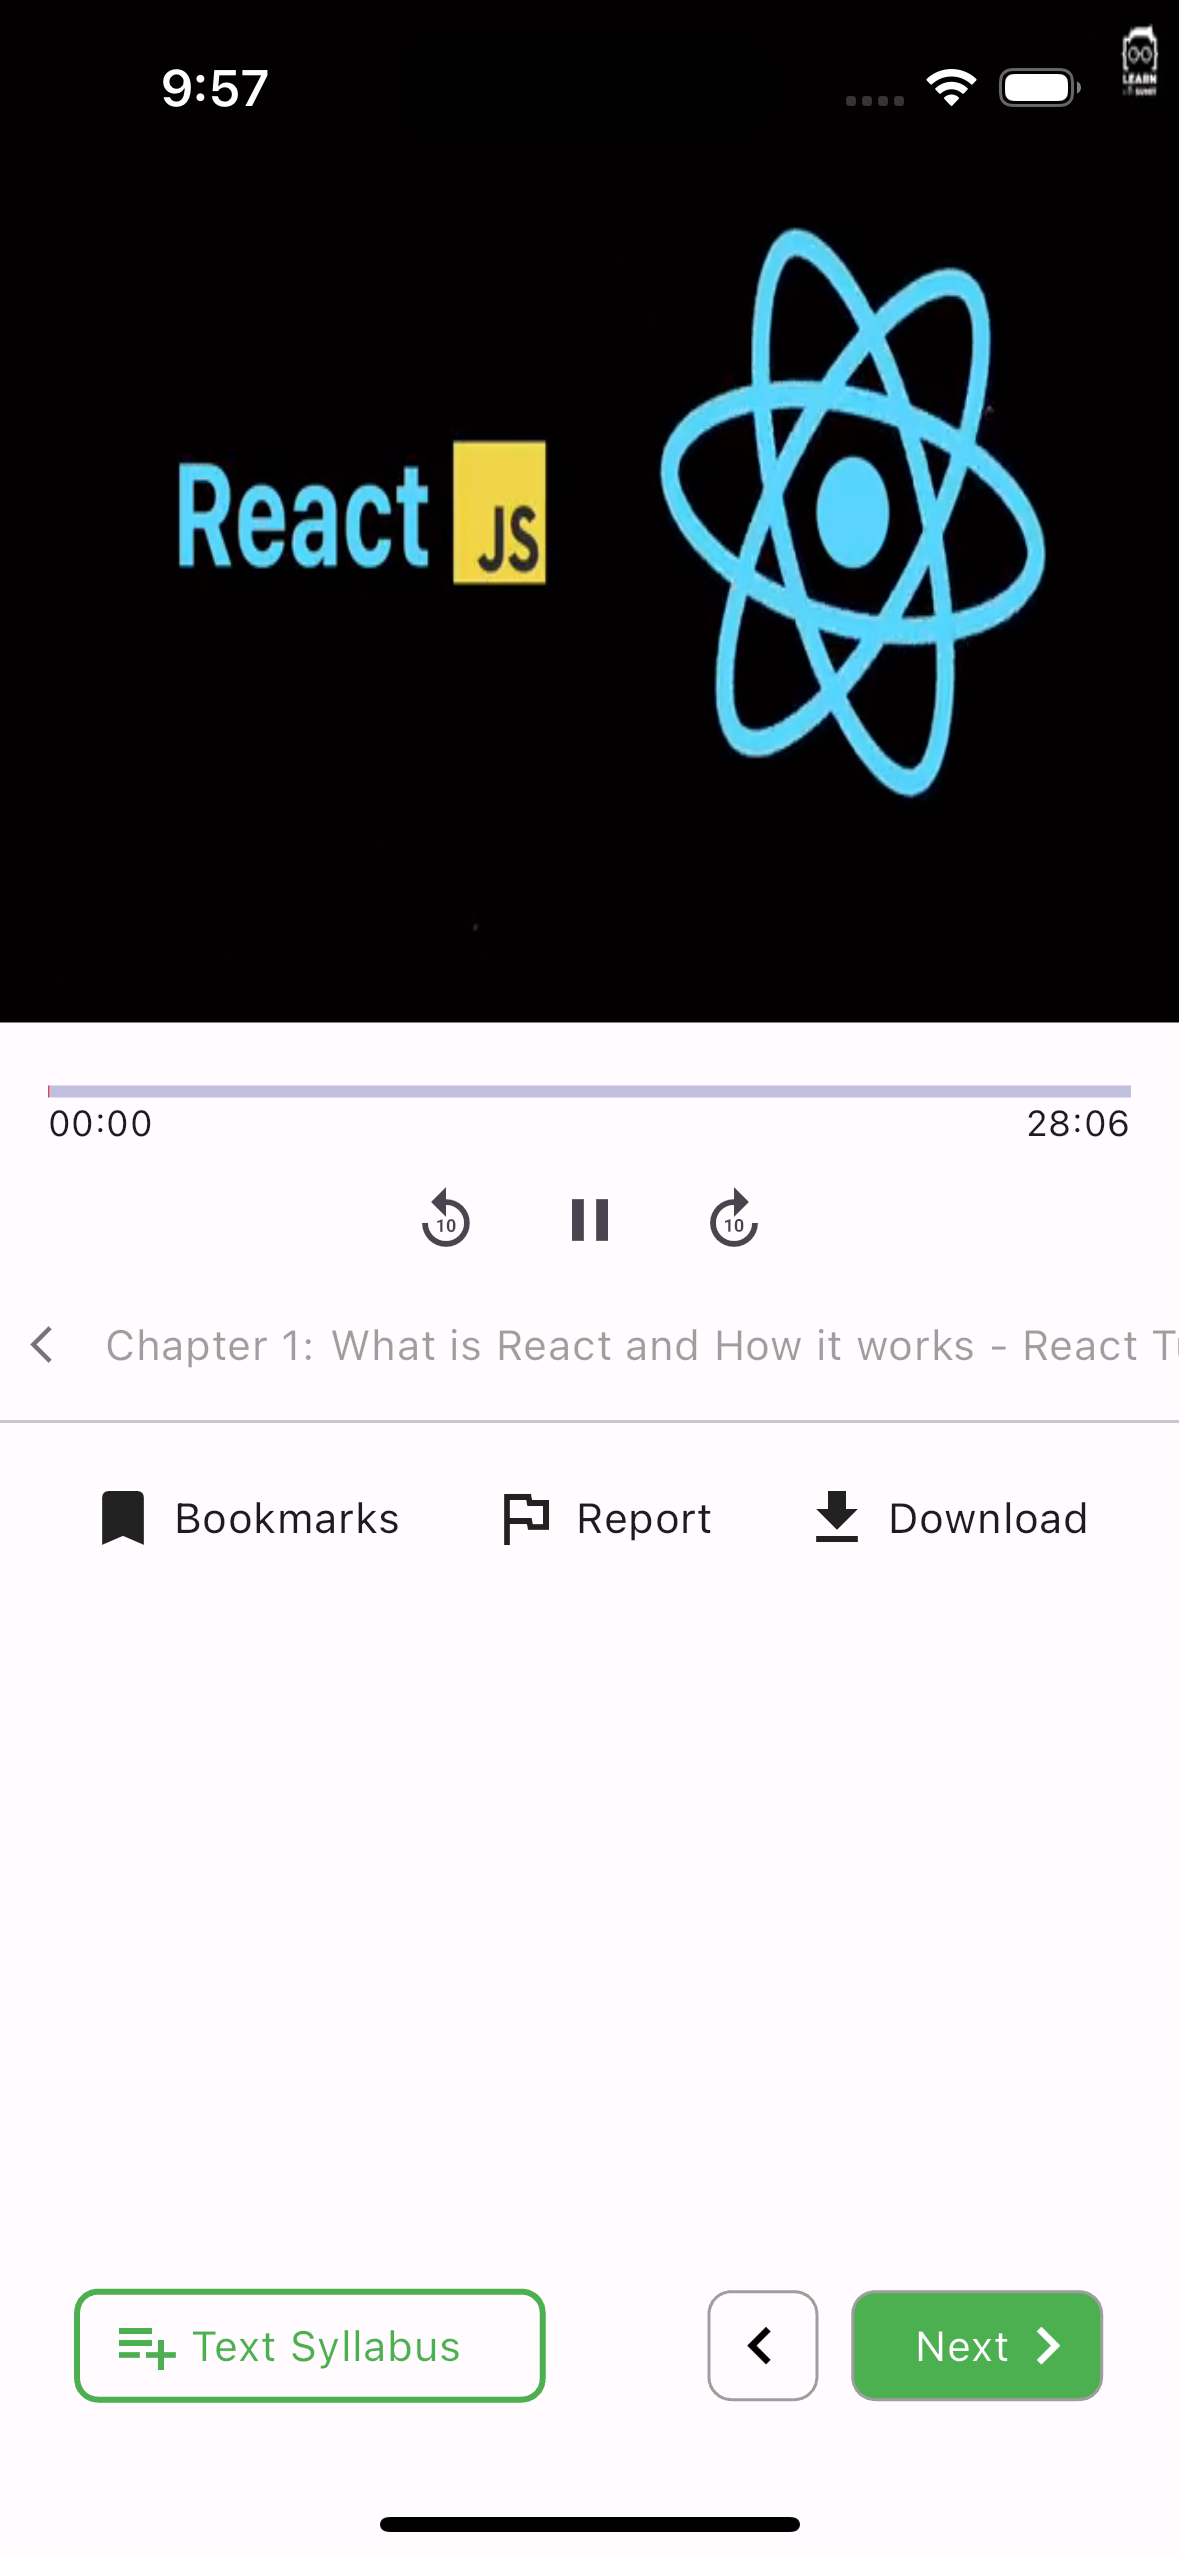 9:57
LEARN
React JS
00:00
28:06
10
10
Chapter 1: What is React and How it works - React T
Bookmarks
Report
Download
Text Syllabus
Next